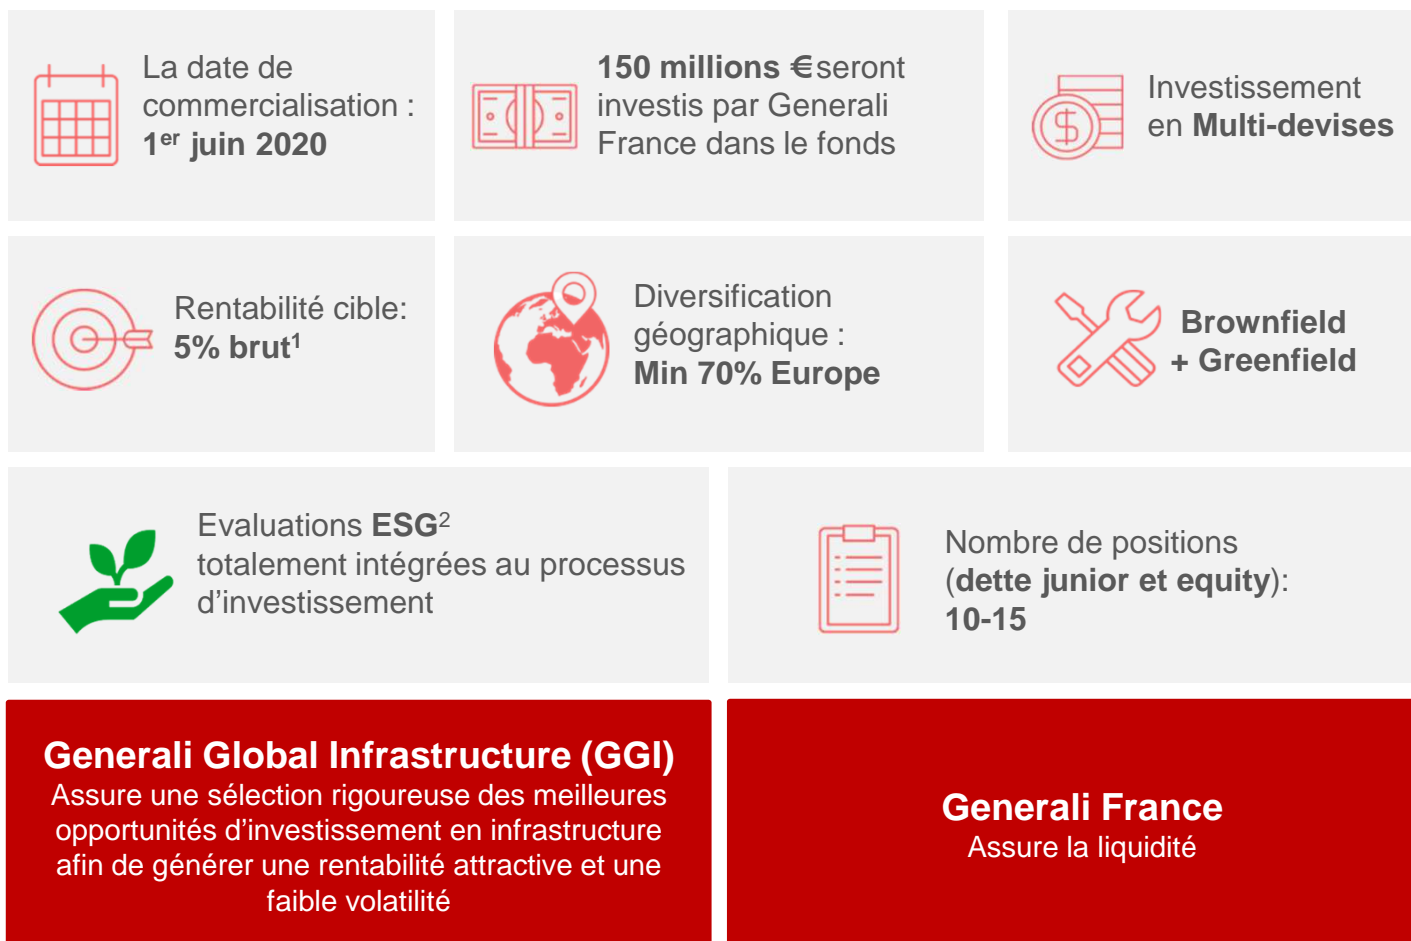 La date de
commercialisation :
1er juin 2020
150 millions € seront
investis par Generali
France dans le fonds
Investissement
en Multi-devises
Rentabilité cible:
5% brut1
Diversification
géographique :
Min 70% Europe
Brownfield
+ Greenfield
Evaluations ESG2
totalement intégrées au processus
d’investissement
Nombre de positions
(dette junior et equity):
10-15
Generali Global Infrastructure (GGI)
Assure une sélection rigoureuse des meilleures
opportunités d’investissement en infrastructure
afin de générer une rentabilité attractive et une
faible volatilité
Generali France
Assure la liquidité